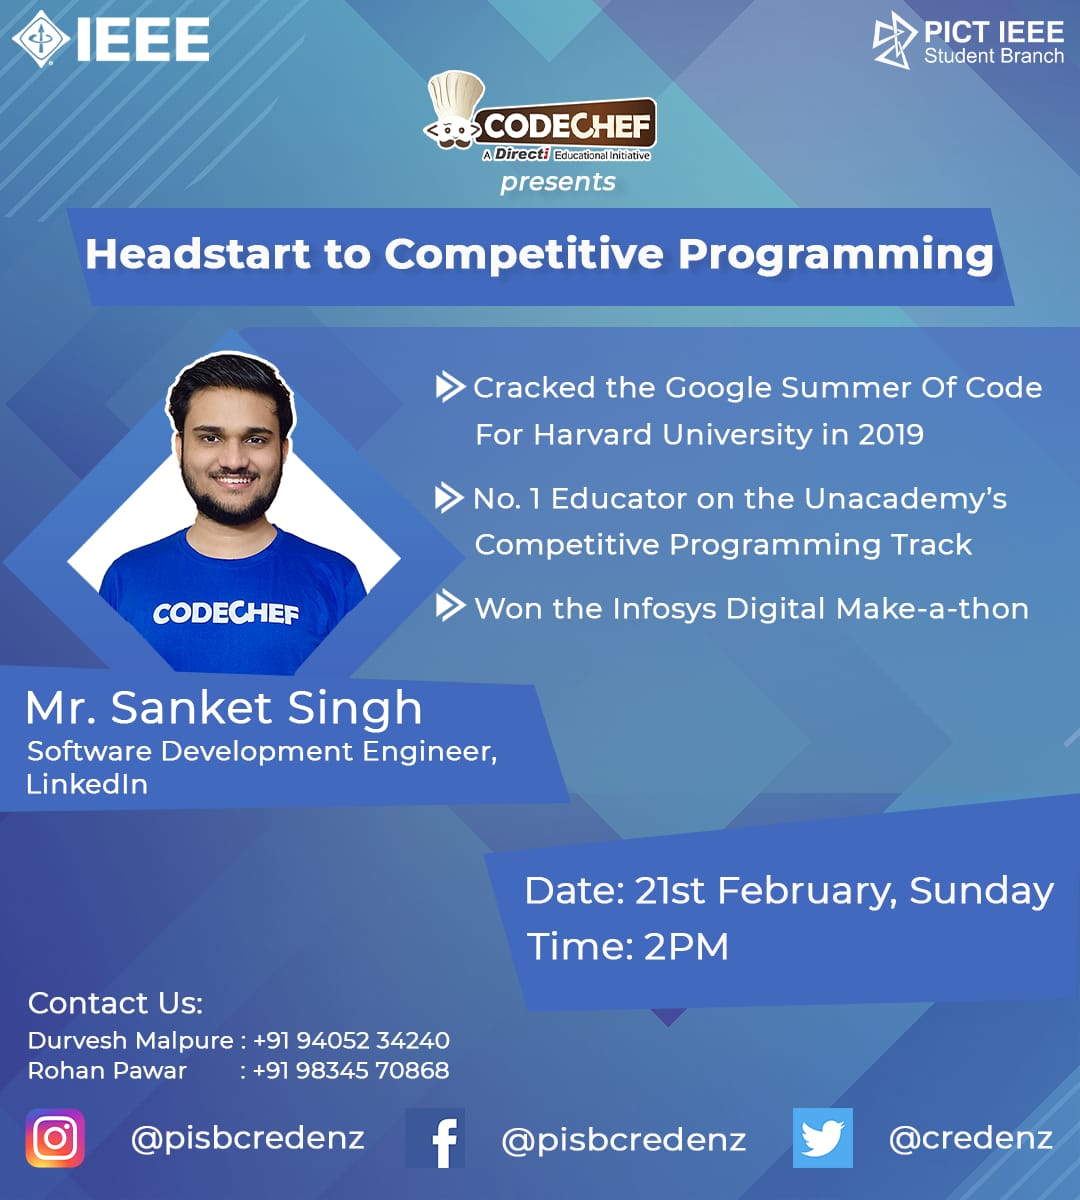 IEEE
PICT IEEE
Student Branch
CODECHEF
A Directi Educational Initiative
presents
Headstart to Competitive Programming
Cracked the Google Summer Of Code
For Harvard University in 2019
No. 1 Educator on the Unacademy’s
Competitive Programming Track
Won the Infosys Digital Make-a-thon
CODECHEF
Mr. Sanket Singh
Software Development Engineer,
LinkedIn
Date: 21st February, Sunday
Time: 2PM
Contact Us:
Durvesh Malpure : +91 94052 34240
Rohan Pawar : +91 98345 70868
@pisbcredenz @pisbcredenz @credenz